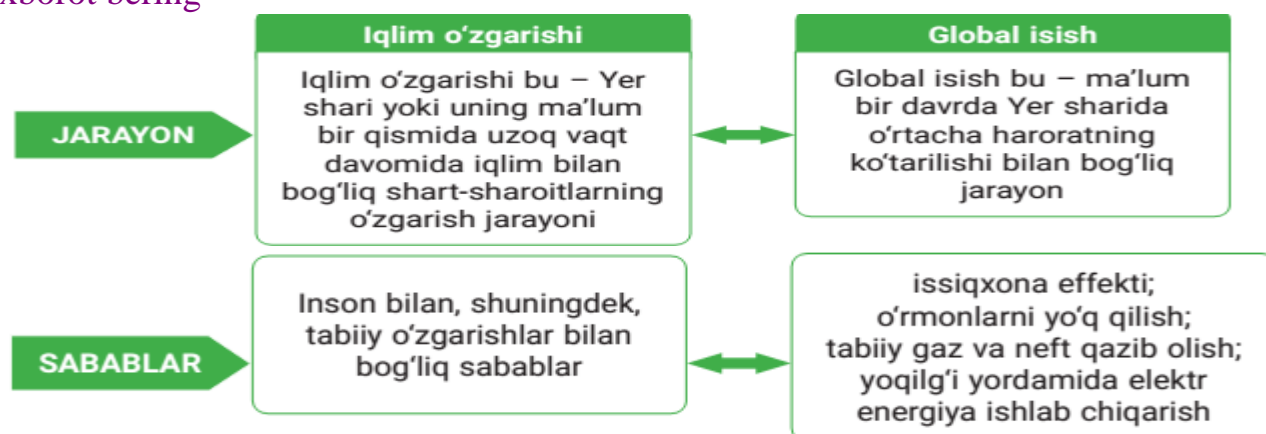 axborot bering
Iqlim o‘zgarishi
Global isish
JARAYON
Iqlim o‘zgarishi bu – Yer
shari yoki uning ma’lum
bir qismida uzoq vaqt
davomida iqlim bilan
bog‘liq shart-sharoitlarning
o‘zgarish jarayoni
Global isish bu – ma’lum
bir davrda Yer sharida
o‘rtacha haroratning
ko‘tarilishi bilan bog‘liq
jarayon
SABABLAR
Inson bilan, shuningdek,
tabiiy o‘zgarishlar bilan
bog‘liq sabablar
issiqxona effekti;
o‘rmonlarni yo‘q qilish;
tabiiy gaz va neft qazib olish;
yoqilg‘i yordamida elektr
energiya ishlab chiqarish